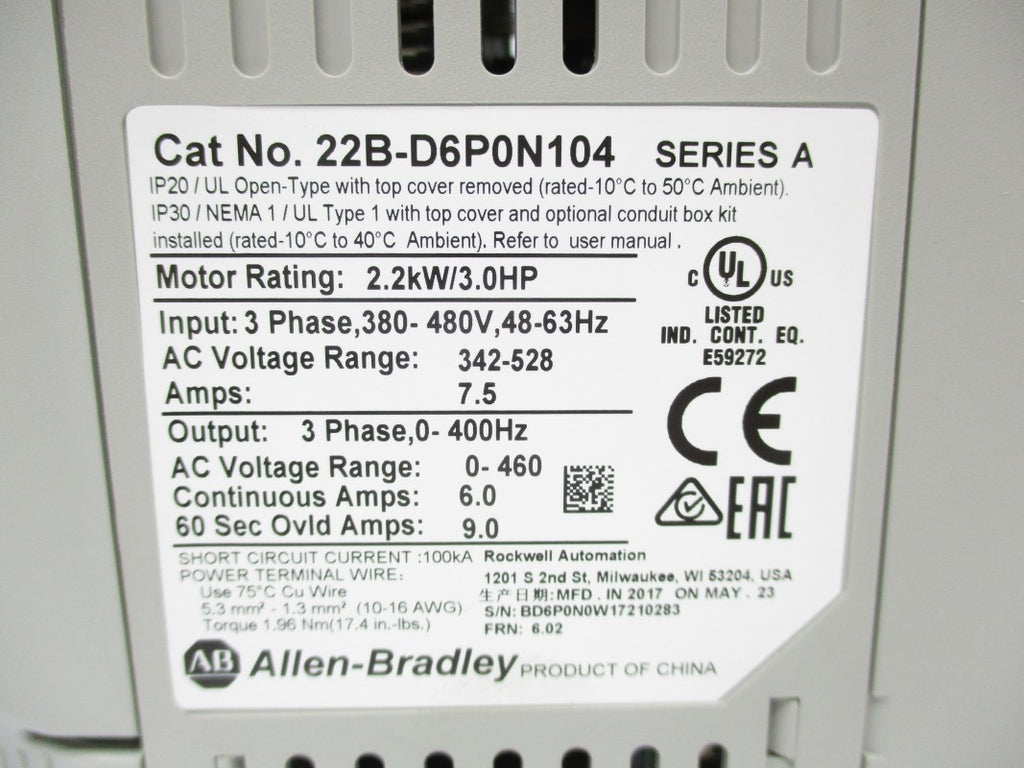 Cat No. 22B-D6P0N104 SERIES A
IP20 / UL Open-Type with top cover removed (rated-10°C to 50°C Ambient).
IP30 / NEMA 1 / UL Type 1 with top cover and optional conduit box kit
installed (rated-10°C to 40°C Ambient). Refer to user manual .
Motor Rating: 2.2kW/3.0HP
Input: 3 Phase,380- 480V,48-63Hz
AC Voltage Range: 342-528
Amps: 7.5
Output: 3 Phase,0- 400Hz
AC Voltage Range: 0- 460
Continuous Amps: 6.0
60 Sec Ovld Amps: 9.0
C UL US
LISTED
IND. CONT. EQ.
E59272
CE
EAC
SHORT CIRCUIT CURRENT :100kA
POWER TERMINAL WIRE:
Use 75°C Cu Wire
5.3 mm² - 1.3 mm² (10-16 AWG)
Torque 1.96 Nm(17.4 in.-lbs.)
Rockwell Automation
1201 S 2nd St, Milwaukee, WI 53204, USA
生产日期:MFD. IN 2017 ON MAY. 23
S/N: BD6P0N0W17210283
FRN: 6.02
AB Allen-Bradley PRODUCT OF CHINA